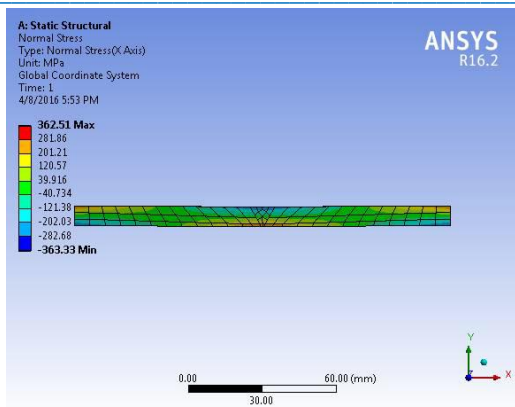 A: Static Structural
Normal Stress
Type: Normal Stress(X Axis)
Unit: MPa
Global Coordinate System
Time: 1
4/8/2016 5:53 PM
ANSYS
R16.2
362.51 Max
281.86
201.21
120.57
39.916
-40.734
-121.38
-202.03
-282.68
-363.33 Min
Y
X
0.00 60.00 (mm)
30.00